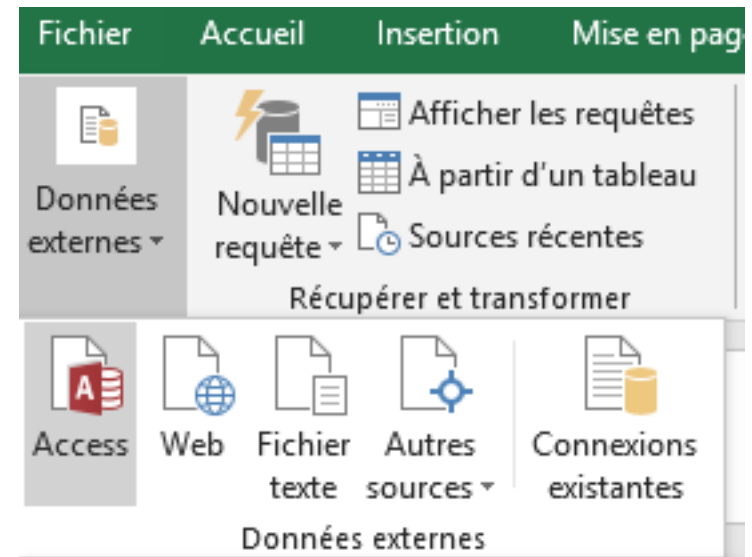 Fichier Accueil Insertion Mise en pag
Données
externes
Nouvelle
requête
Afficher les requêtes
À partir d'un tableau
Sources récentes
Récupérer et transformer
Access
Web
Fichier
texte
Autres
sources
Connexions
existantes
Données externes